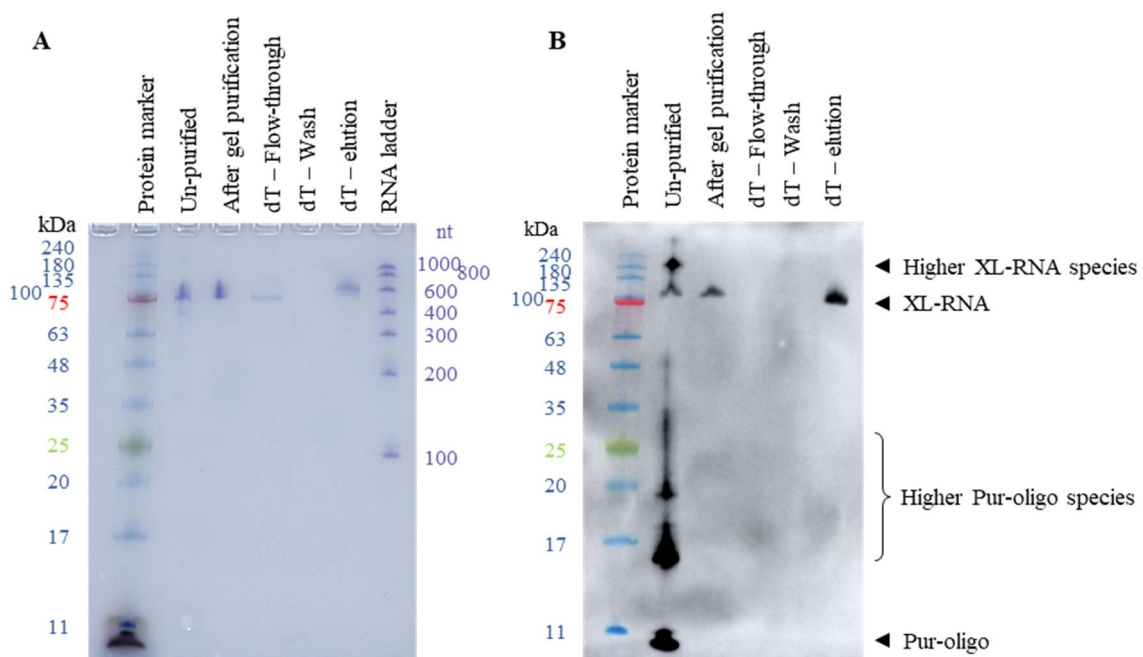 A
Protein marker
Un-purified
After gel purification
dT – Flow-through
dT – Wash
dT – elution
RNA ladder
kDa
240
180
135
100
75
63
48
35
25
20
17
11
nt
1000
800
600
400
300
200
100
B
Protein marker
Un-purified
After gel purification
dT – Flow-through
dT – Wash
dT – elution
kDa
240
180
135
100
75
63
48
35
25
20
17
11
Higher XL-RNA species
XL-RNA
Higher Pur-oligo species
Pur-oligo